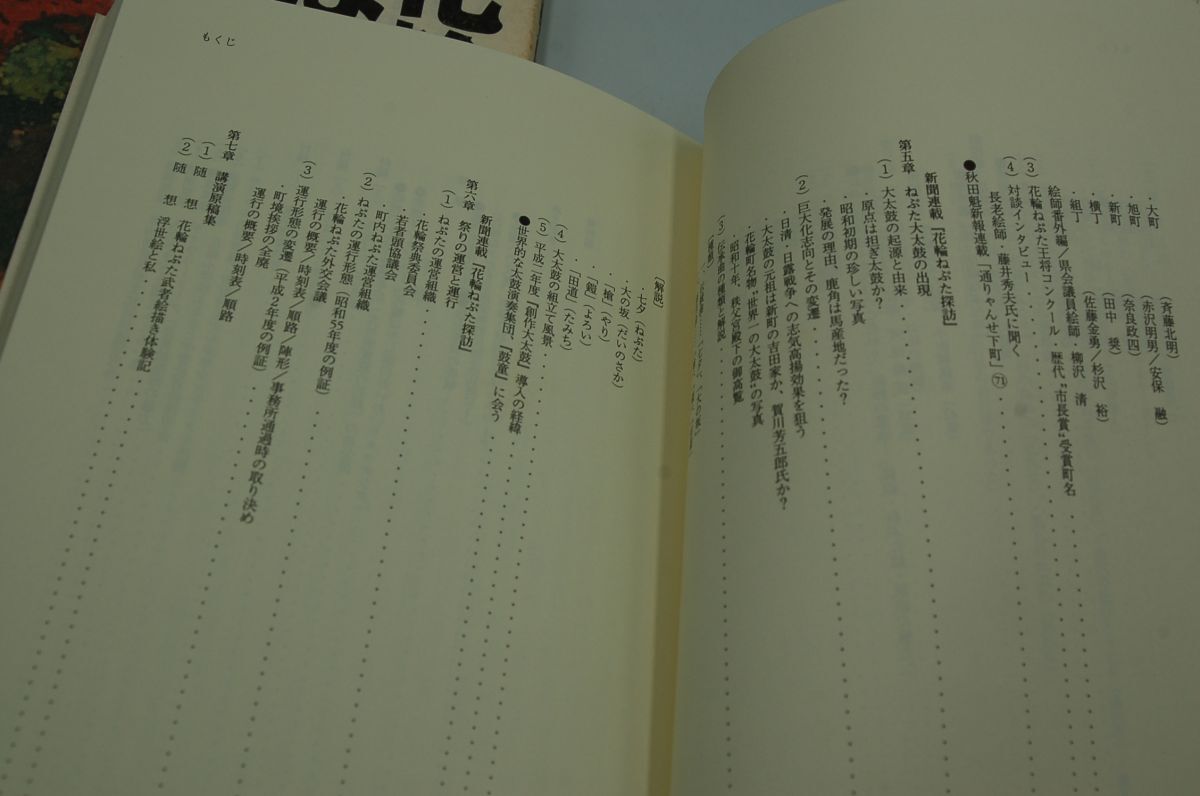 ・大町 (斉藤北明)
・旭町 (赤沢明男/安保 融)
・新町 (奈良政四)
・横丁 (田中 奨)
・組丁 (佐藤金勇/杉沢 裕)
絵師番外編/県会議員絵師・柳沢 清
(3) 花輪ねぷた王将コンクール・歴代〝市長賞〟受賞町名
(4) 対談インタビュー
長老絵師・藤井秀夫氏に聞く
●秋田魁新報連載「通りゃんせ下町」㋆
新聞連載『花輪ねぷた探訪』
第五章 ねぷた大太鼓の出現
(1) 大太鼓の起源と由来
・原点は担ぎ太鼓か?
・昭和初期の珍しい写真
・発展の理由、鹿角は馬産地だった?
(2) 巨大化志向とその変遷
・日清・日露戦争への志気高揚効果を狙う
・大太鼓の元祖は新町の吉田家か、賀川芳五郎氏か?
・花輪町名物〝世界一の大太鼓〟の写真
・昭和十年、秩父宮殿下の御高覧
もくじ
〔解説〕
・七夕(ねぷた)
・大の坂(だいのさか)
・「槍」(やり)
・「鎧」(よろい)
・「田道」(たみち)
(4) 大太鼓の組立て風景
(5) 平成二年度『創作大太鼓』導入の経緯
●世界的な太鼓演奏集団、『鼓童』に会う
新聞連載『花輪ねぷた探訪』
第六章 祭りの運営と運行
(1) ねぷたの運営組織
・花輪祭典委員会
・若者頭協議会
・町内ねぷた運営組織
(2) ねぷたの運行形態
・花輪ねぷた外交会議
運行の概要/時刻表/順路(昭和55年度の例証)
(3) 運行形態の変遷
・町境挨拶の全廃
運行の概要/時刻表/順路/陣形/事務所通過時の取り決め(平成2年度の例証)
第七章 講演原稿集
(1) 随 想 花輪ねぷた武者絵描き体験記
(2) 随 想 浮世絵と私